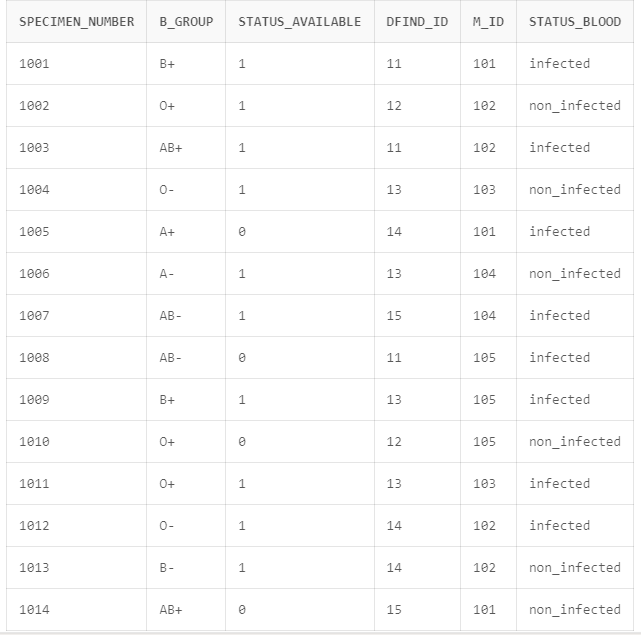 SPECIMEN_NUMBER B_GROUP STATUS_AVAILABLE DFIND_ID M_ID STATUS_BLOOD
1001 B+ 1 11 101 infected
1002 O+ 1 12 102 non_infected
1003 AB+ 1 11 102 infected
1004 O- 1 13 103 non_infected
1005 A+ 0 14 101 infected
1006 A- 1 13 104 non_infected
1007 AB- 1 15 104 infected
1008 AB- 0 11 105 infected
1009 B+ 1 13 105 infected
1010 O+ 0 12 105 non_infected
1011 O+ 1 13 103 infected
1012 O- 1 14 102 infected
1013 B- 1 14 102 non_infected
1014 AB+ 0 15 101 non_infected